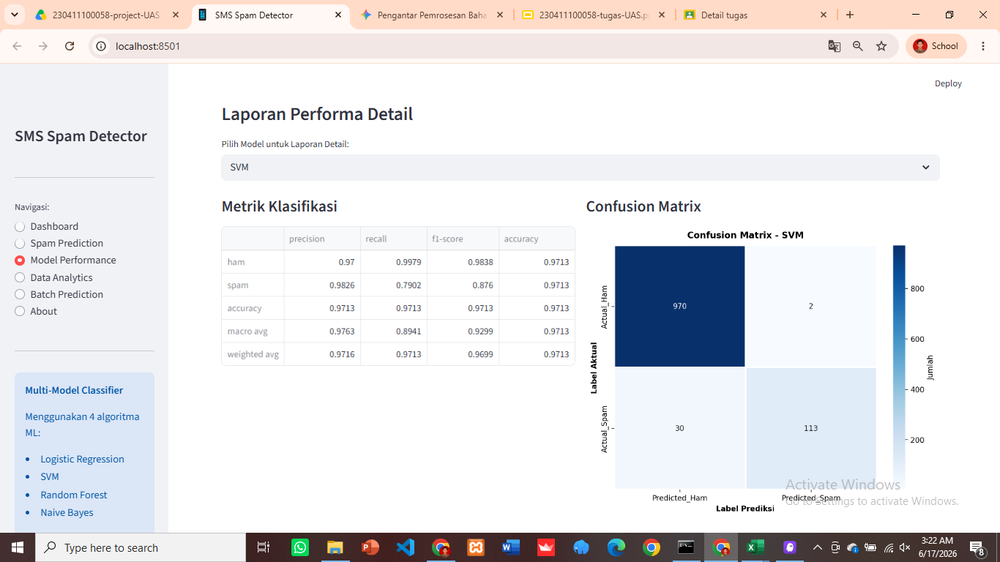 230411100058-project-UAS
SMS Spam Detector
Pengantar Pemrosesan Baha
230411100058-tugas-UAS.p
Detail tugas
localhost:8501
School
Deploy
SMS Spam Detector
Navigasi:
Dashboard
Spam Prediction
Model Performance
Data Analytics
Batch Prediction
About
Multi-Model Classifier
Menggunakan 4 algoritma
ML:
Logistic Regression
SVM
Random Forest
Naive Bayes
Laporan Performa Detail
Pilih Model untuk Laporan Detail:
SVM
Metrik Klasifikasi
precision recall f1-score accuracy
ham 0.97 0.9979 0.9838 0.9713
spam 0.9826 0.7902 0.876 0.9713
accuracy 0.9713 0.9713 0.9713 0.9713
macro avg 0.9763 0.8941 0.9299 0.9713
weighted avg 0.9716 0.9713 0.9699 0.9713
Confusion Matrix
Confusion Matrix - SVM
Label Aktual
Actual_Ham
970 2
Actual_Spam
30 113
Predicted_Ham Predicted_Spam
Label Prediksi
800
600
400
200
Jumlah
Activate Windows
Go to Settings to activate Windows.
Type here to search
3:22 AM
6/17/2026
8